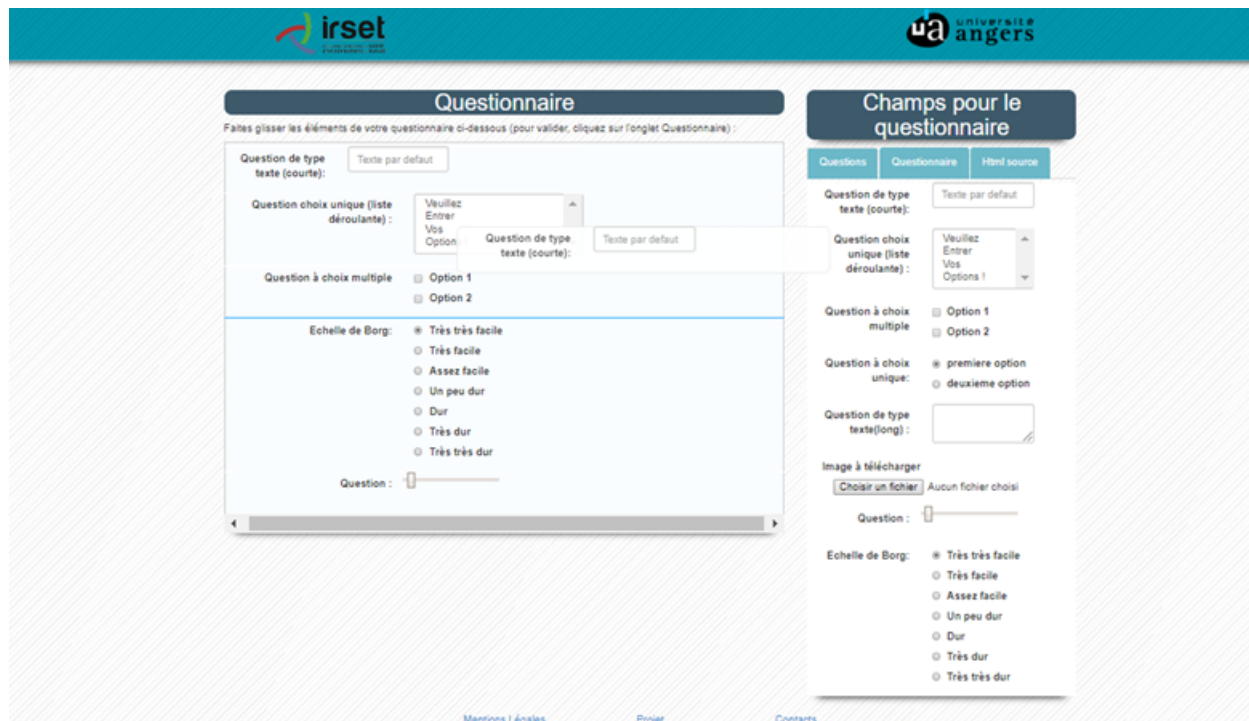 irset
université
angers
Questionnaire
Faites glisser les éléments de votre questionnaire ci-dessous (pour valider, cliquez sur l'onglet Questionnaire) :
Question de type
texte (courte):
Texte par defaut
Question choix unique (liste
déroulante) :
Veuillez
Entrer
Vos
Option
Question de type
texte (courte):
Texte par defaut
Question à choix multiple
Option 1
Option 2
Echelle de Borg:
Très très facile
Très facile
Assez facile
Un peu dur
Dur
Très dur
Très très dur
Question :
Champs pour le
questionnaire
Questions
Questionnaire
Html source
Question de type
texte (courte):
Texte par defaut
Question choix
unique (liste
déroulante) :
Veuillez
Entrer
Vos
Options !
Question à choix
multiple
Option 1
Option 2
Question à choix
unique:
premiere option
deuxieme option
Question de type
texte(long) :
Image à télécharger
Choisir un fichier
Aucun fichier choisi
Question :
Echelle de Borg:
Très très facile
Très facile
Assez facile
Un peu dur
Dur
Très dur
Très très dur
Mentions Légales
Projet
Contacts